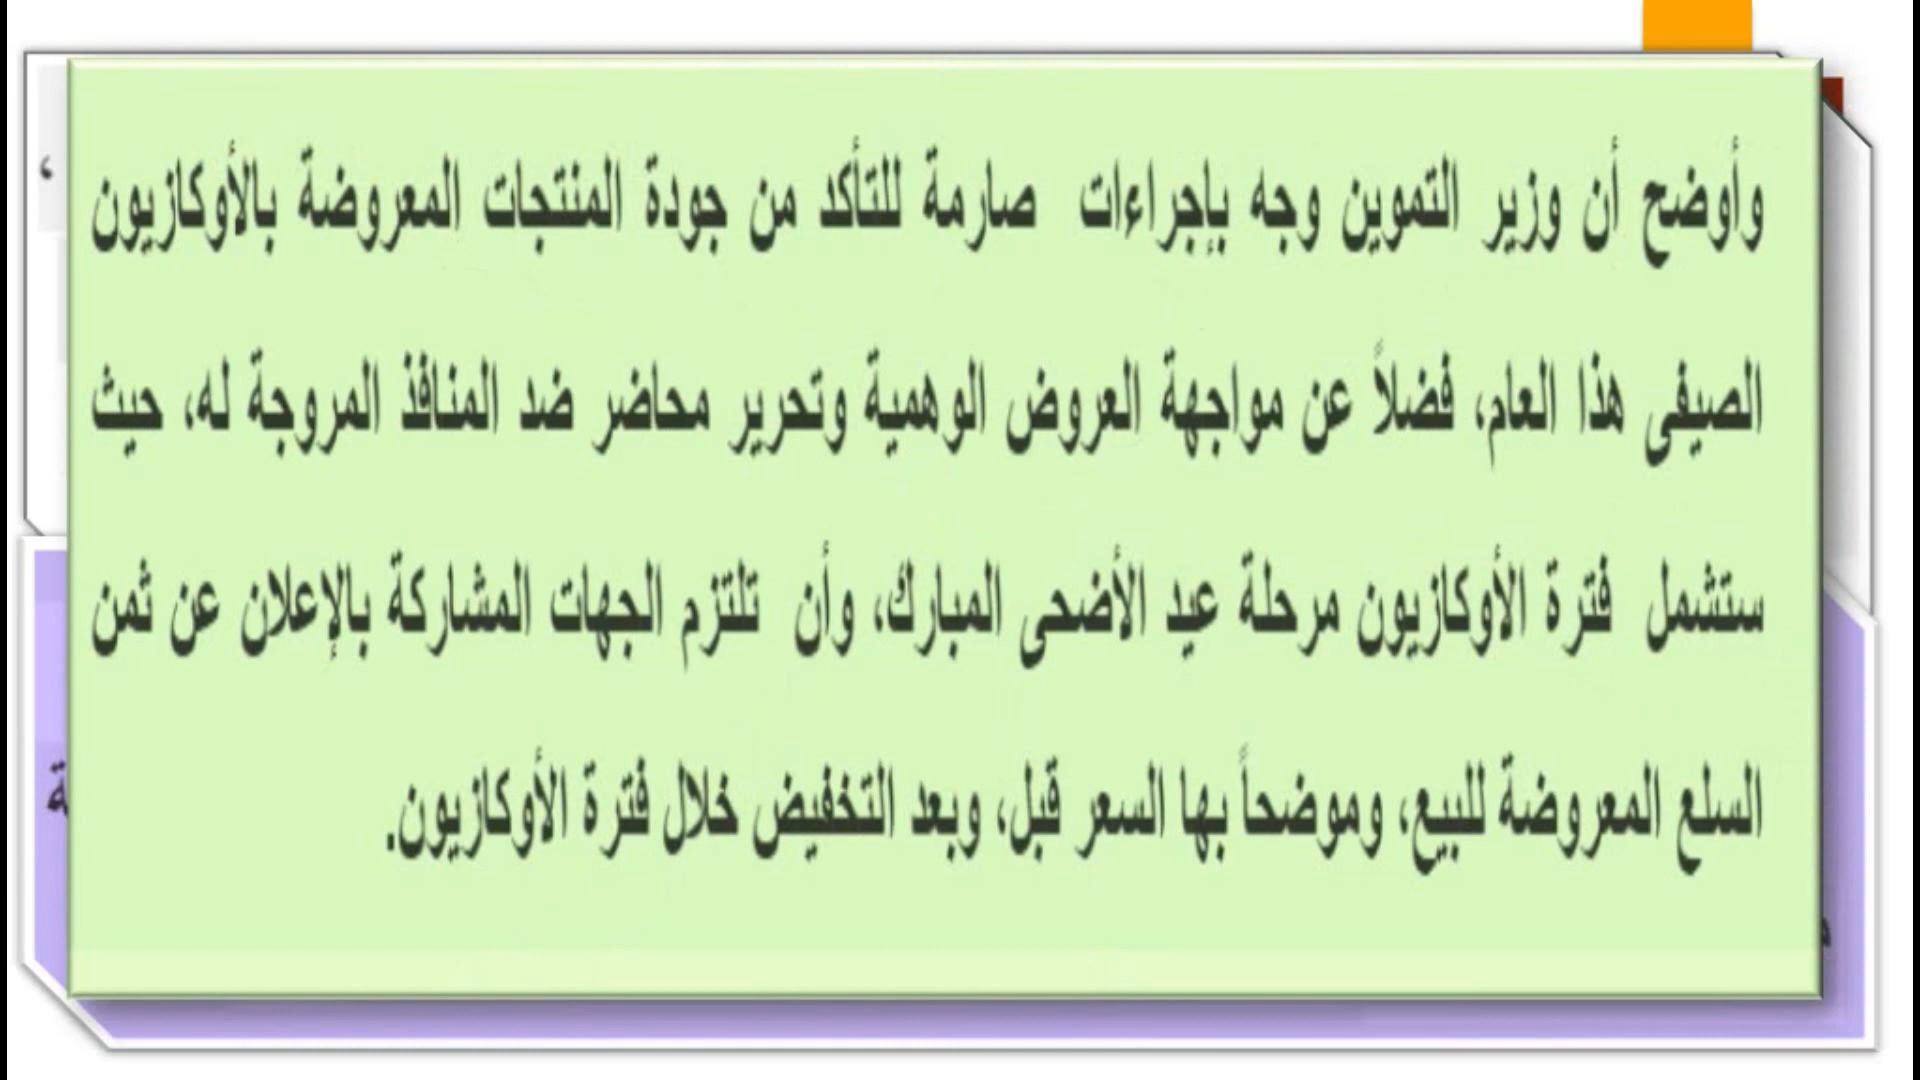 وأوضح أن وزير التموين وجه بإجراءات صارمة للتأكد من جودة المنتجات المعروضة بالأوكازيون
الصيفى هذا العام، فضلاً عن مواجهة العروض الوهمية وتحرير محاضر ضد المنافذ المروجة له، حيث
ستشمل فترة الأوكازيون مرحلة عيد الأضحى المبارك، وأن تلتزم الجهات المشاركة بالإعلان عن ثمن
السلع المعروضة للبيع، وموضحاً بها السعر قبل، وبعد التخفيض خلال فترة الأوكازيون.